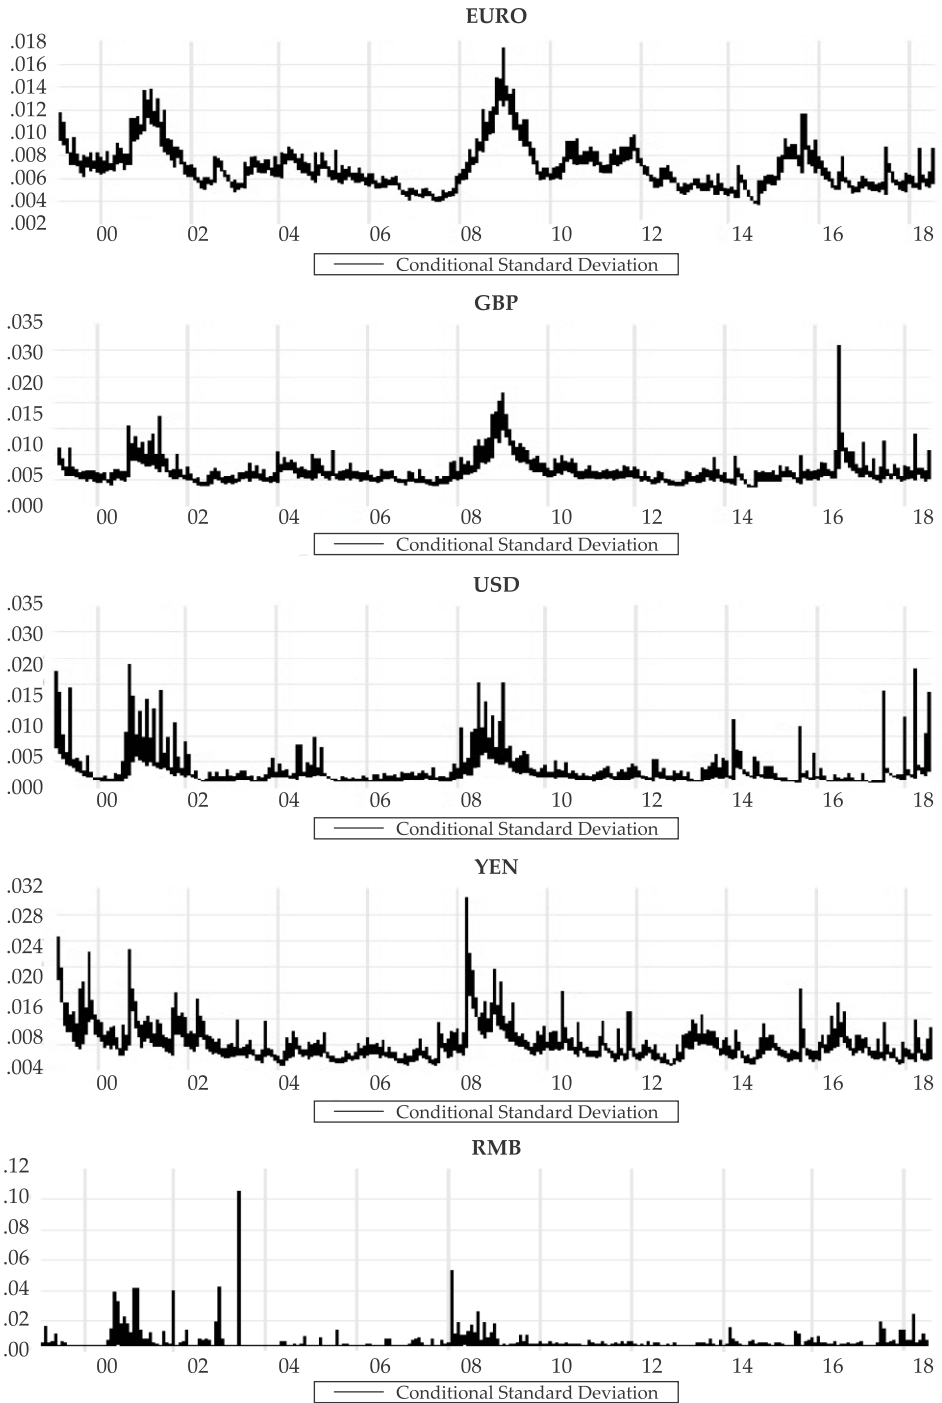 EURO
.018
.016
.014
.012
.010
.008
.006
.004
.002
00 02 04 06 08 10 12 14 16 18
Conditional Standard Deviation
GBP
.035
.030
.020
.015
.010
.005
.000
00 02 04 06 08 10 12 14 16 18
Conditional Standard Deviation
USD
.035
.030
.020
.015
.010
.005
.000
00 02 04 06 08 10 12 14 16 18
Conditional Standard Deviation
YEN
.032
.028
.024
.020
.016
.008
.004
00 02 04 06 08 10 12 14 16 18
Conditional Standard Deviation
RMB
.12
.10
.08
.06
.04
.02
.00
00 02 04 06 08 10 12 14 16 18
Conditional Standard Deviation